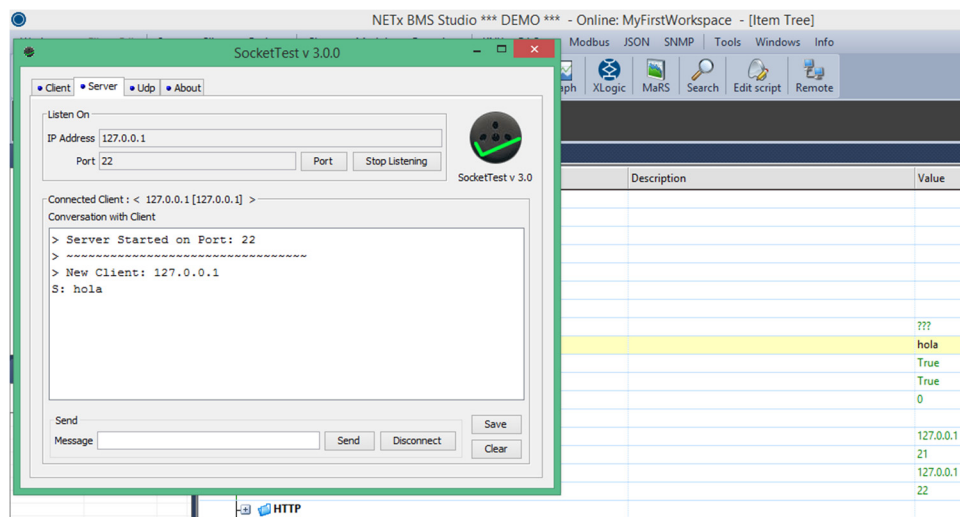 NETx BMS Studio *** DEMO *** - Online: MyFirstWorkspace - [Item Tree]
SocketTest v 3.0.0
Modbus JSON SNMP Tools Windows Info
Client Server Udp About
XLogic MaRS Search Edit script Remote
Listen On
IP Address 127.0.0.1
Port 22 Port Stop Listening
SocketTest v 3.0
Description Value
Connected Client : < 127.0.0.1 [127.0.0.1] >
Conversation with Client
> Server Started on Port: 22
> ~~~~~~~~~~~~~~~~~~~~~~~~~~~~~~~~~
> New Client: 127.0.0.1
S: hola
???
hola
True
True
0
127.0.0.1
21
127.0.0.1
22
Send
Message Send Disconnect
Save
Clear
HTTP